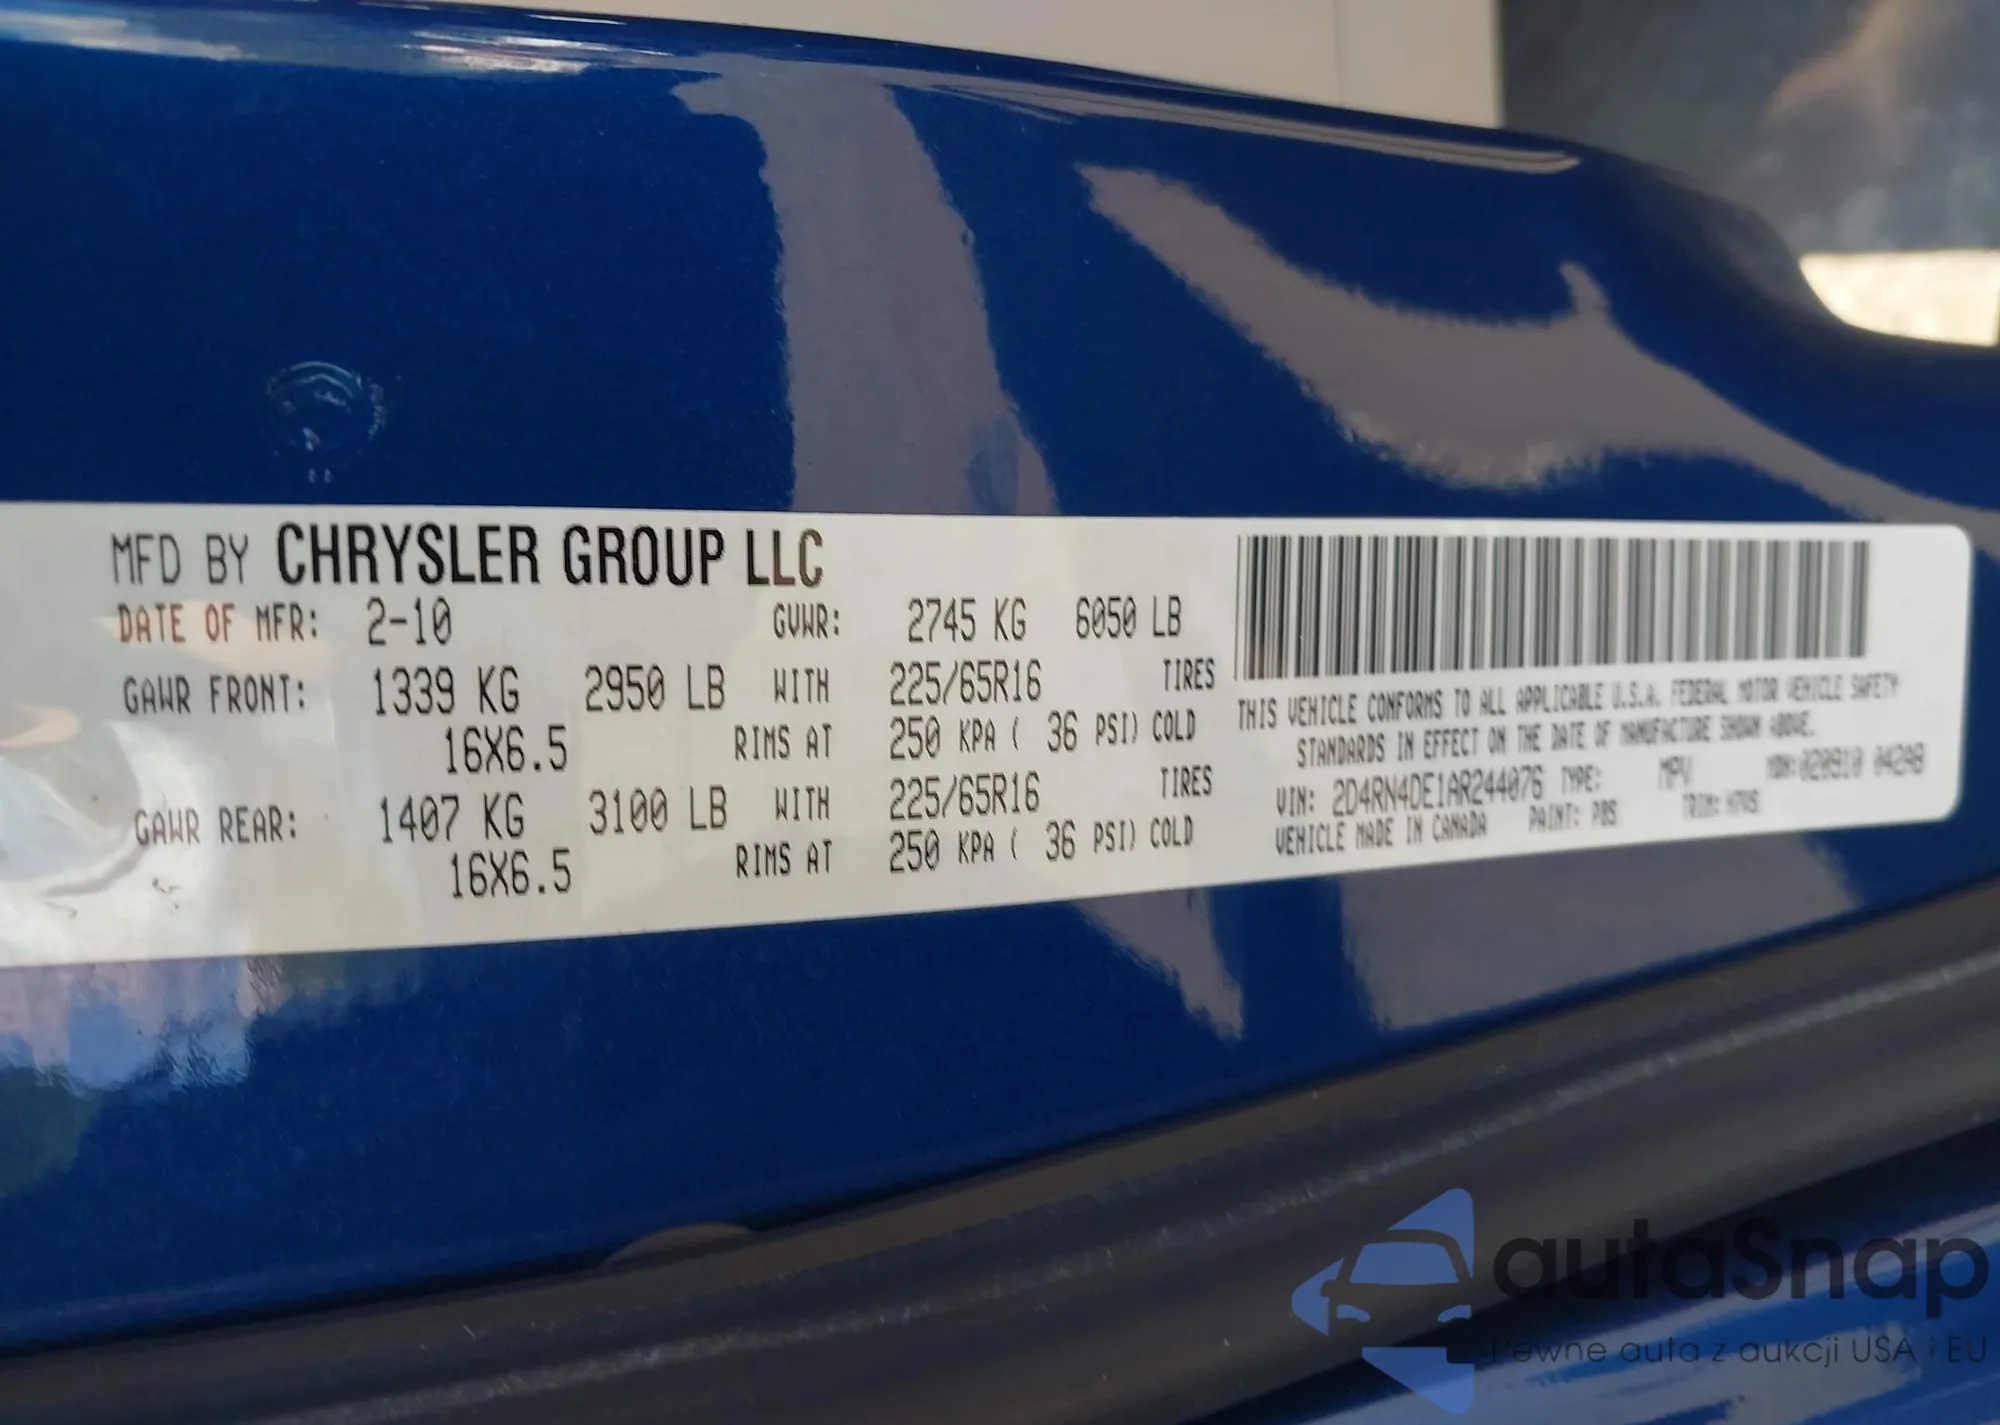 MFD BY CHRYSLER GROUP LLC
DATE OF MFR: 2-10 GVWR: 2745 KG 6050 LB
GAWR FRONT: 1339 KG 2950 LB WITH 225/65R16 TIRES
16X6.5 RIMS AT 250 KPA ( 36 PSI) COLD
GAWR REAR: 1407 KG 3100 LB WITH 225/65R16 TIRES
16X6.5 RIMS AT 250 KPA ( 36 PSI) COLD
THIS VEHICLE CONFORMS TO ALL APPLICABLE U.S.A. FEDERAL MOTOR VEHICLE SAFETY
STANDARDS IN EFFECT ON THE DATE OF MANUFACTURE SHOWN ABOVE.
VIN: 2D4RN4DE1AR244076 TYPE: MPV MDH: 020910
VEHICLE MADE IN CANADA PAINT: PBS TRIM:
autaSnap
Pewne auta z aukcji USA i EU